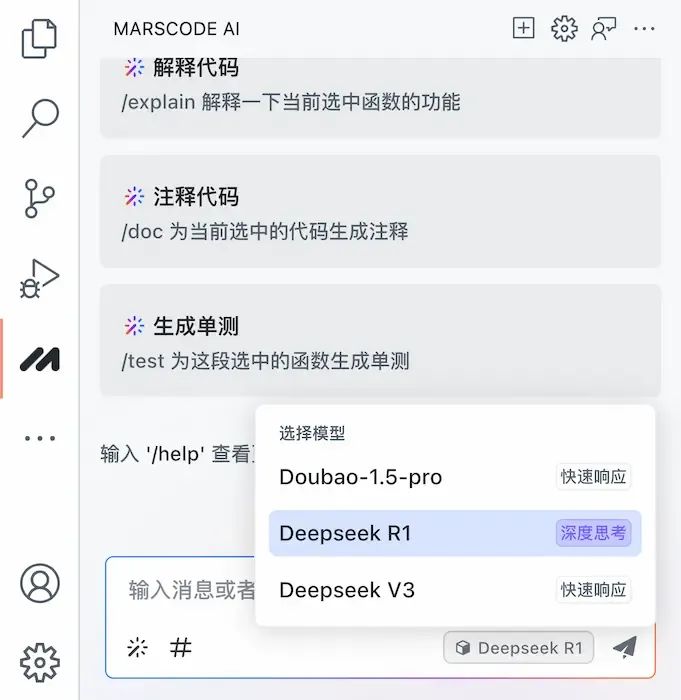 MARSCODE AI
解释代码
/explain 解释一下当前选中函数的功能
注释代码
/doc 为当前选中的代码生成注释
生成单测
/test 为这段选中的函数生成单测
输入 '/help' 查看
选择模型
Doubao-1.5-pro 快速响应
Deepseek R1 深度思考
Deepseek V3 快速响应
输入消息或者
# Deepseek R1